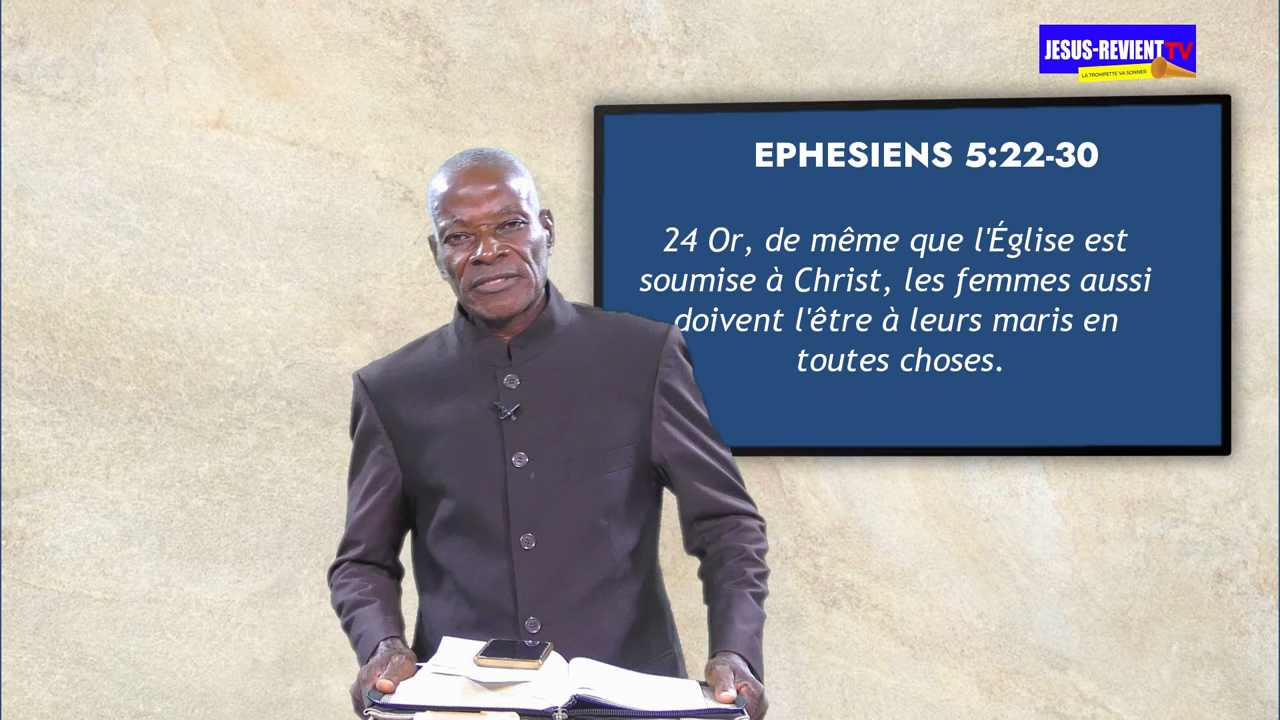 JESUS-REVIENT TV
LA TROMPETTE VA SONNER
EPHESIENS 5:22-30
24 Or, de même que l'Église est
soumise à Christ, les femmes aussi
doivent l'être à leurs maris en
toutes choses.